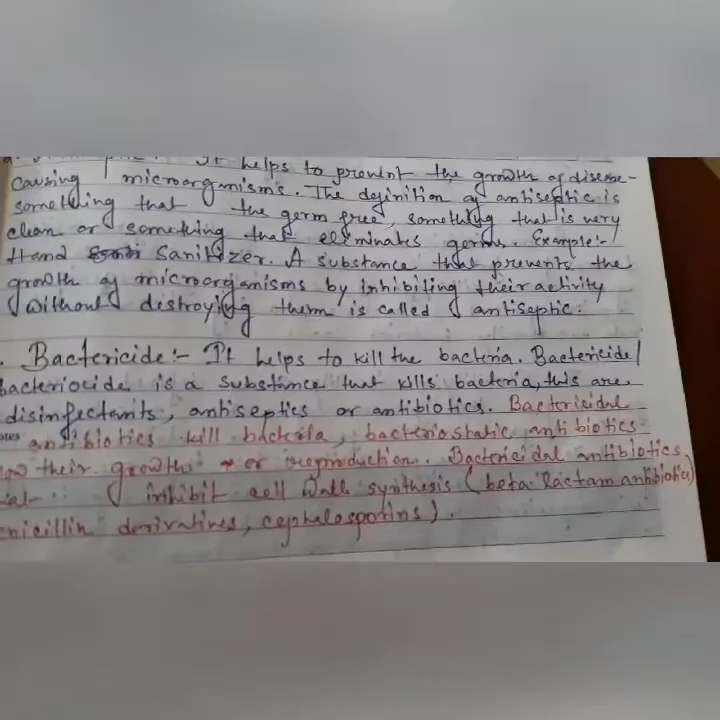 It helps to prevent the growth of disease-
causing microorganisms. The definition of antiseptic is
something that the germ free, something that is very
clean or something that eliminates germs. Example:-
Hand Sanitizer. A substance that prevents the
growth of microorganisms by inhibiting their activity
without destroying them is called antiseptic.
. Bactericide:- It helps to kill the bacteria. Bactericide/
bacteriocide is a substance that kills bacteria, this are
disinfectants, antiseptics or antibiotics. Bactericidal
antibiotics kill bacteria, bacteriostatic antibiotics
their growth or reproduction. Bactericidal antibiotics
inhibit cell wall synthesis (beta lactam antibiotics,
enicillin derivatives, cephalosporins).